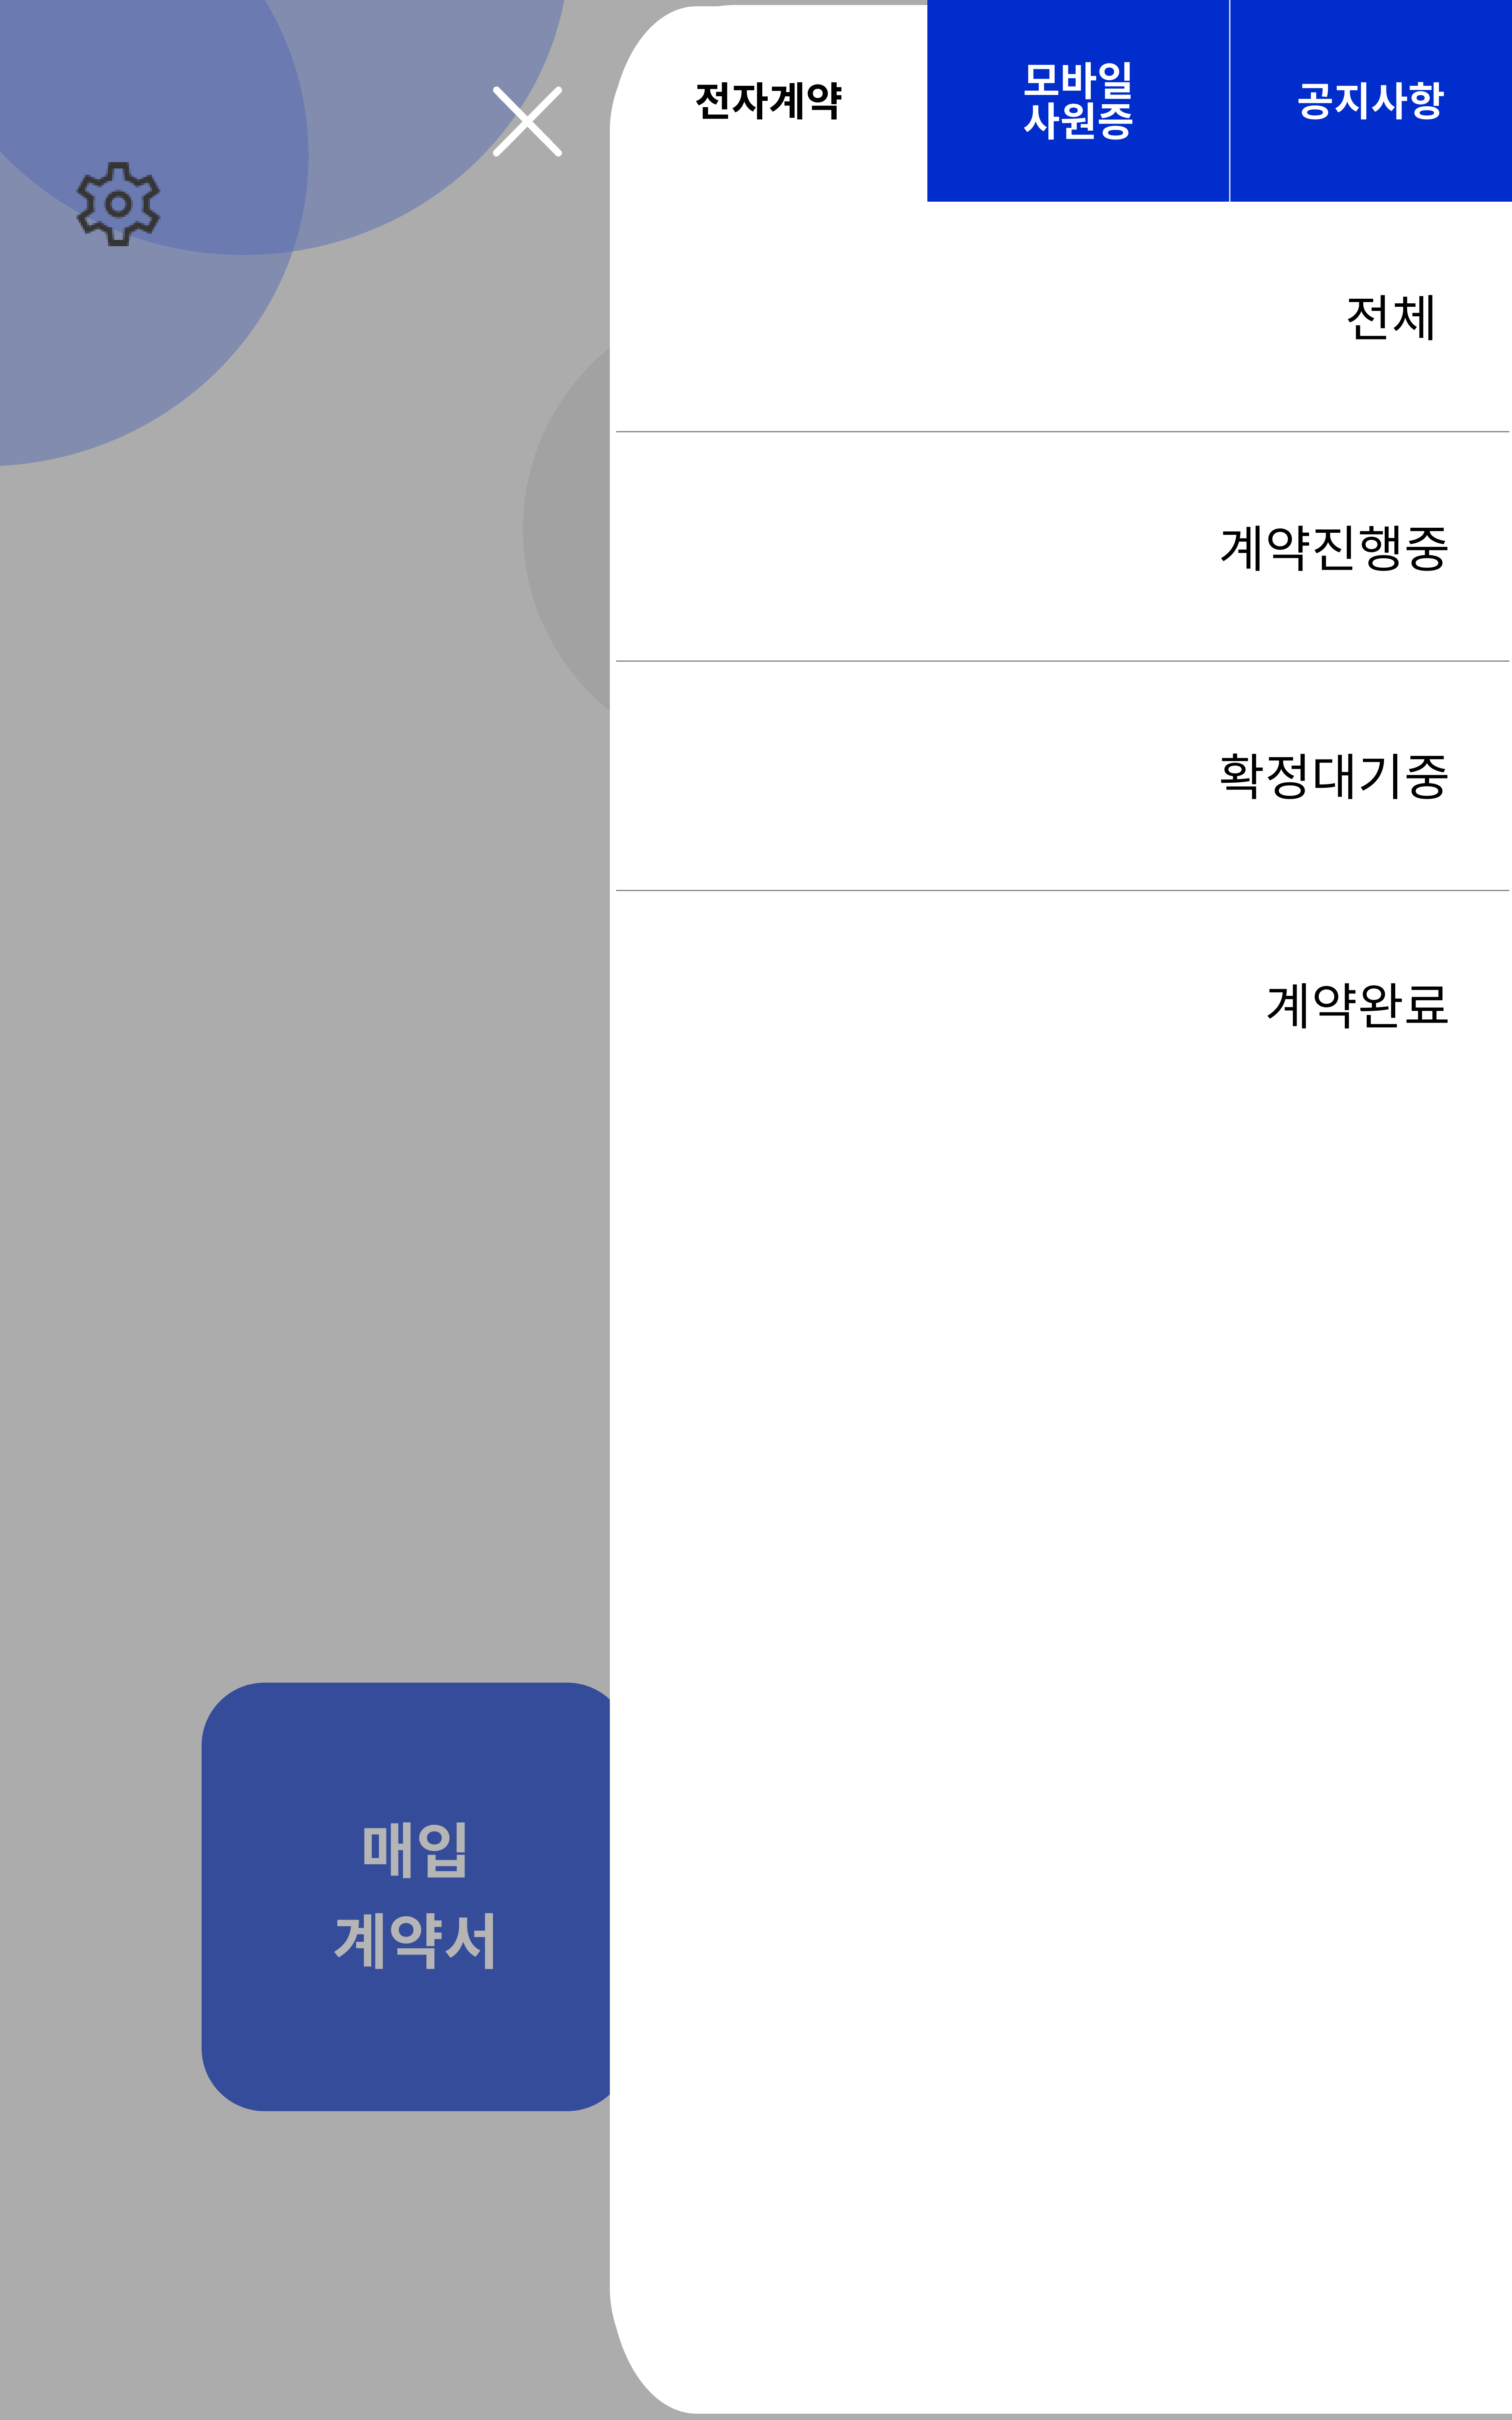 전자계약
모바일
사원증
공지사항
전체
계약진행중
확정대기중
계약완료
매입
계약서